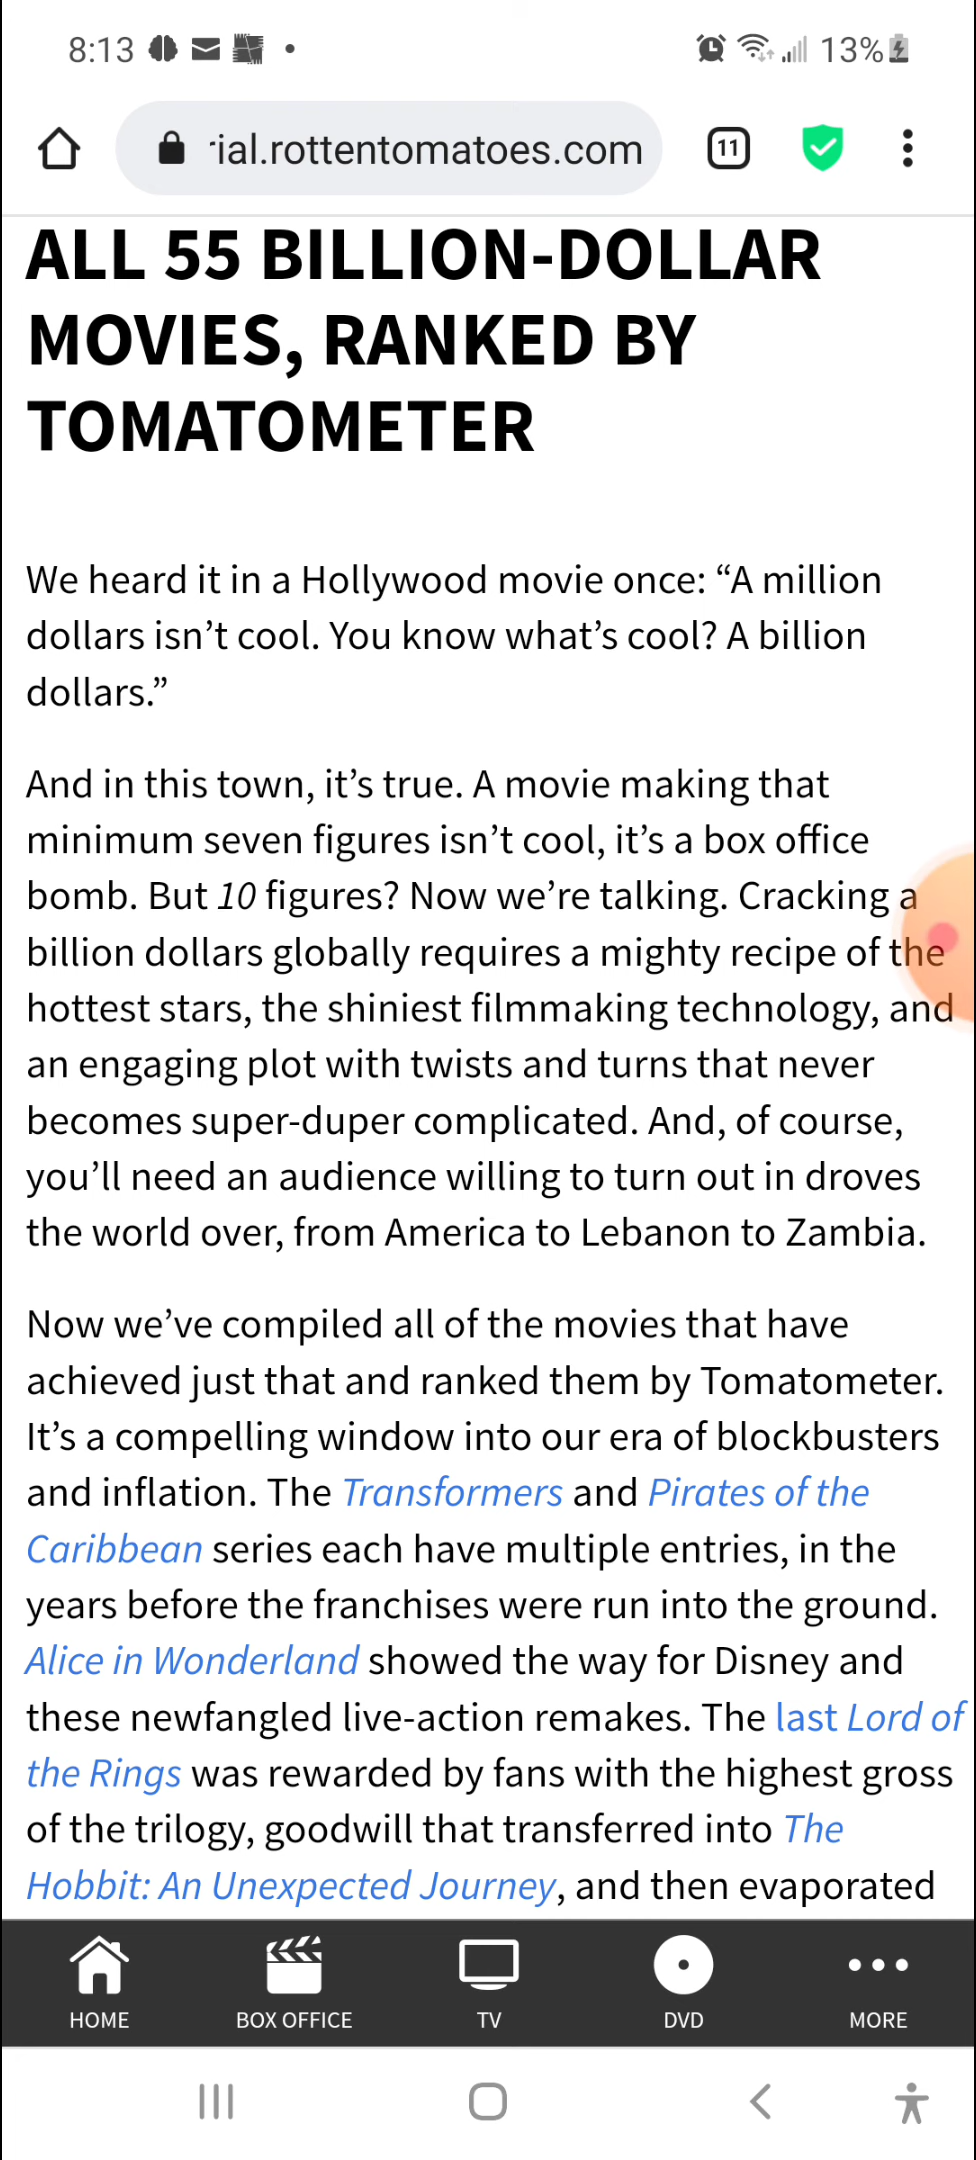 8:13
13%
rial.rottentomatoes.com
11
ALL 55 BILLION-DOLLAR
MOVIES, RANKED BY
TOMATOMETER
We heard it in a Hollywood movie once: “A million
dollars isn’t cool. You know what’s cool? A billion
dollars.”
And in this town, it’s true. A movie making that
minimum seven figures isn’t cool, it’s a box office
bomb. But 10 figures? Now we’re talking. Cracking a
billion dollars globally requires a mighty recipe of the
hottest stars, the shiniest filmmaking technology, and
an engaging plot with twists and turns that never
becomes super-duper complicated. And, of course,
you’ll need an audience willing to turn out in droves
the world over, from America to Lebanon to Zambia.
Now we’ve compiled all of the movies that have
achieved just that and ranked them by Tomatometer.
It’s a compelling window into our era of blockbusters
and inflation. The Transformers and Pirates of the
Caribbean series each have multiple entries, in the
years before the franchises were run into the ground.
Alice in Wonderland showed the way for Disney and
these newfangled live-action remakes. The last Lord of
the Rings was rewarded by fans with the highest gross
of the trilogy, goodwill that transferred into The
Hobbit: An Unexpected Journey, and then evaporated
HOME BOX OFFICE TV DVD MORE